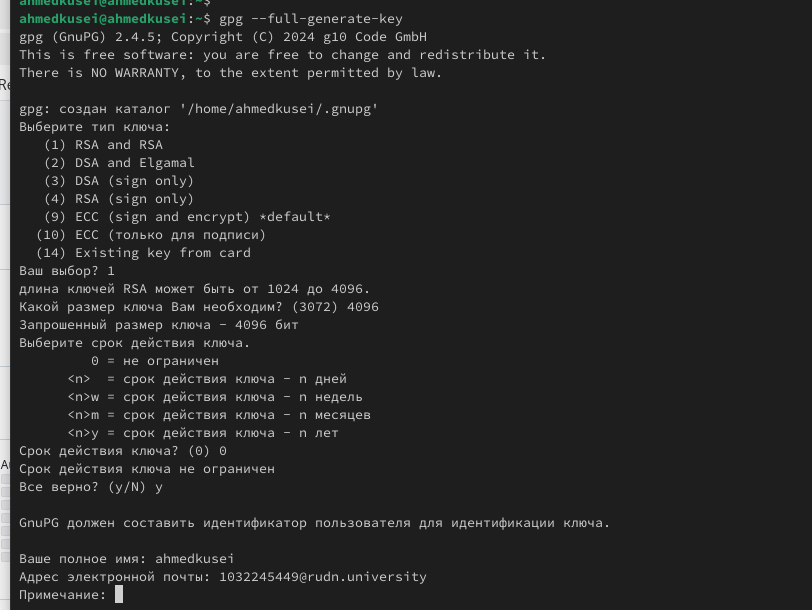 ahmedkusei@ahmedkusei:~$
ahmedkusei@ahmedkusei:~$ gpg --full-generate-key
gpg (GnuPG) 2.4.5; Copyright (C) 2024 g10 Code GmbH
This is free software: you are free to change and redistribute it.
There is NO WARRANTY, to the extent permitted by law.
gpg: создан каталог '/home/ahmedkusei/.gnupg'
Выберите тип ключа:
(1) RSA and RSA
(2) DSA and Elgamal
(3) DSA (sign only)
(4) RSA (sign only)
(9) ECC (sign and encrypt) *default*
(10) ECC (только для подписи)
(14) Existing key from card
Ваш выбор? 1
длина ключей RSA может быть от 1024 до 4096.
Какой размер ключа Вам необходим? (3072) 4096
Запрошенный размер ключа - 4096 бит
Выберите срок действия ключа.
0 = не ограничен
<n>  = срок действия ключа - n дней
<n>w = срок действия ключа - n недель
<n>m = срок действия ключа - n месяцев
<n>y = срок действия ключа - n лет
Срок действия ключа? (0) 0
Срок действия ключа не ограничен
Все верно? (y/N) y
GnuPG должен составить идентификатор пользователя для идентификации ключа.
Ваше полное имя: ahmedkusei
Адрес электронной почты: 1032245449@rudn.university
Примечание: